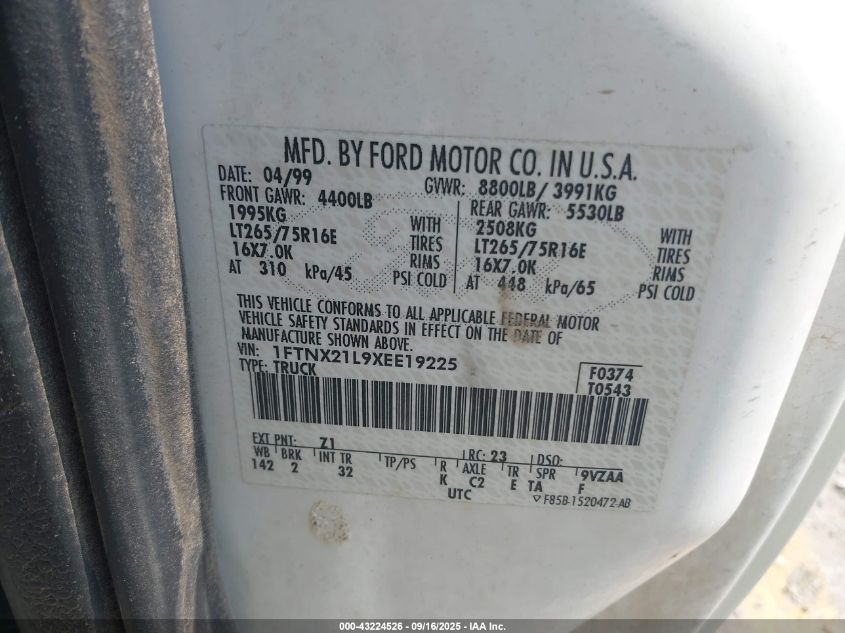 MFD. BY FORD MOTOR CO. IN U.S.A.
DATE: 04/99 GVWR: 8800LB/ 3991KG
FRONT GAWR: 4400LB REAR GAWR: 5530LB
1995KG WITH 2508KG WITH
LT265/75R16E TIRES LT265/75R16E TIRES
16X7.0K RIMS 16X7.0K RIMS
AT 310 kPa/45 PSI COLD AT 448 kPa/65 PSI COLD
THIS VEHICLE CONFORMS TO ALL APPLICABLE FEDERAL MOTOR
VEHICLE SAFETY STANDARDS IN EFFECT ON THE DATE OF
MANUFACTURE SHOWN ABOVE.
VIN: 1FTNX21L9XEE19225
TYPE: TRUCK
F0374
T0543
EXT PNT: Z1 RC: 23 DSO:
WB BRK INT TR TP/PS R AXLE TR SPR 9VZAA
142 2 32 K C2 E TA F
UTC
F85B-1520472-AB
000-43224526 - 09/16/2025 - IAA Inc.